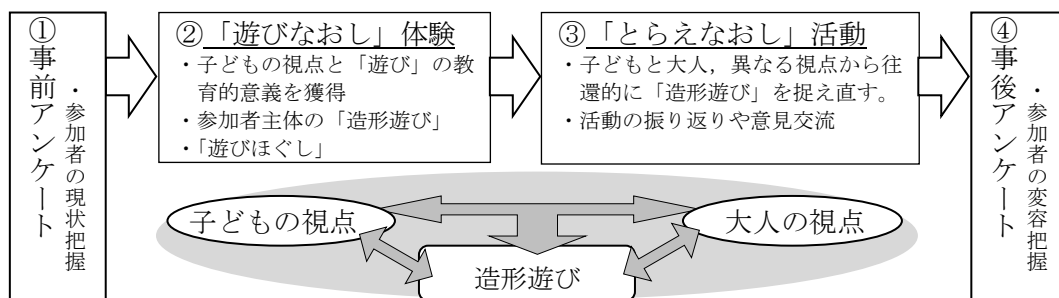 ①事前アンケート
・参加者の現状把握
②「遊びなおし」体験
・子どもの視点と「遊び」の教
育的意義を獲得
・参加者主体の「造形遊び」
・「遊びほぐし」
③「とらえなおし」活動
・子どもと大人，異なる視点から往
還的に「造形遊び」を捉え直す。
・活動の振り返りや意見交流
④事後アンケート
・参加者の変容把握
子どもの視点
大人の視点
造形遊び